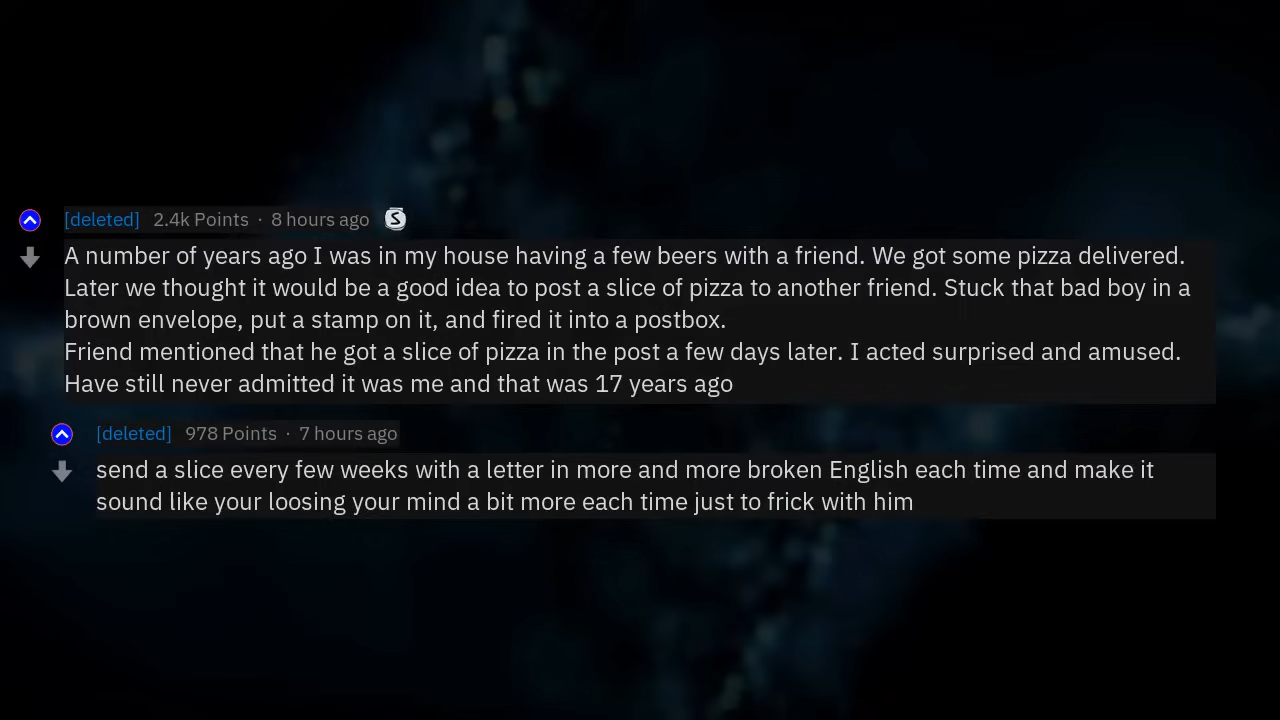 [deleted] 2.4k Points · 8 hours ago S
A number of years ago I was in my house having a few beers with a friend. We got some pizza delivered.
Later we thought it would be a good idea to post a slice of pizza to another friend. Stuck that bad boy in a
brown envelope, put a stamp on it, and fired it into a postbox.
Friend mentioned that he got a slice of pizza in the post a few days later. I acted surprised and amused.
Have still never admitted it was me and that was 17 years ago
[deleted] 978 Points · 7 hours ago
send a slice every few weeks with a letter in more and more broken English each time and make it
sound like your loosing your mind a bit more each time just to frick with him